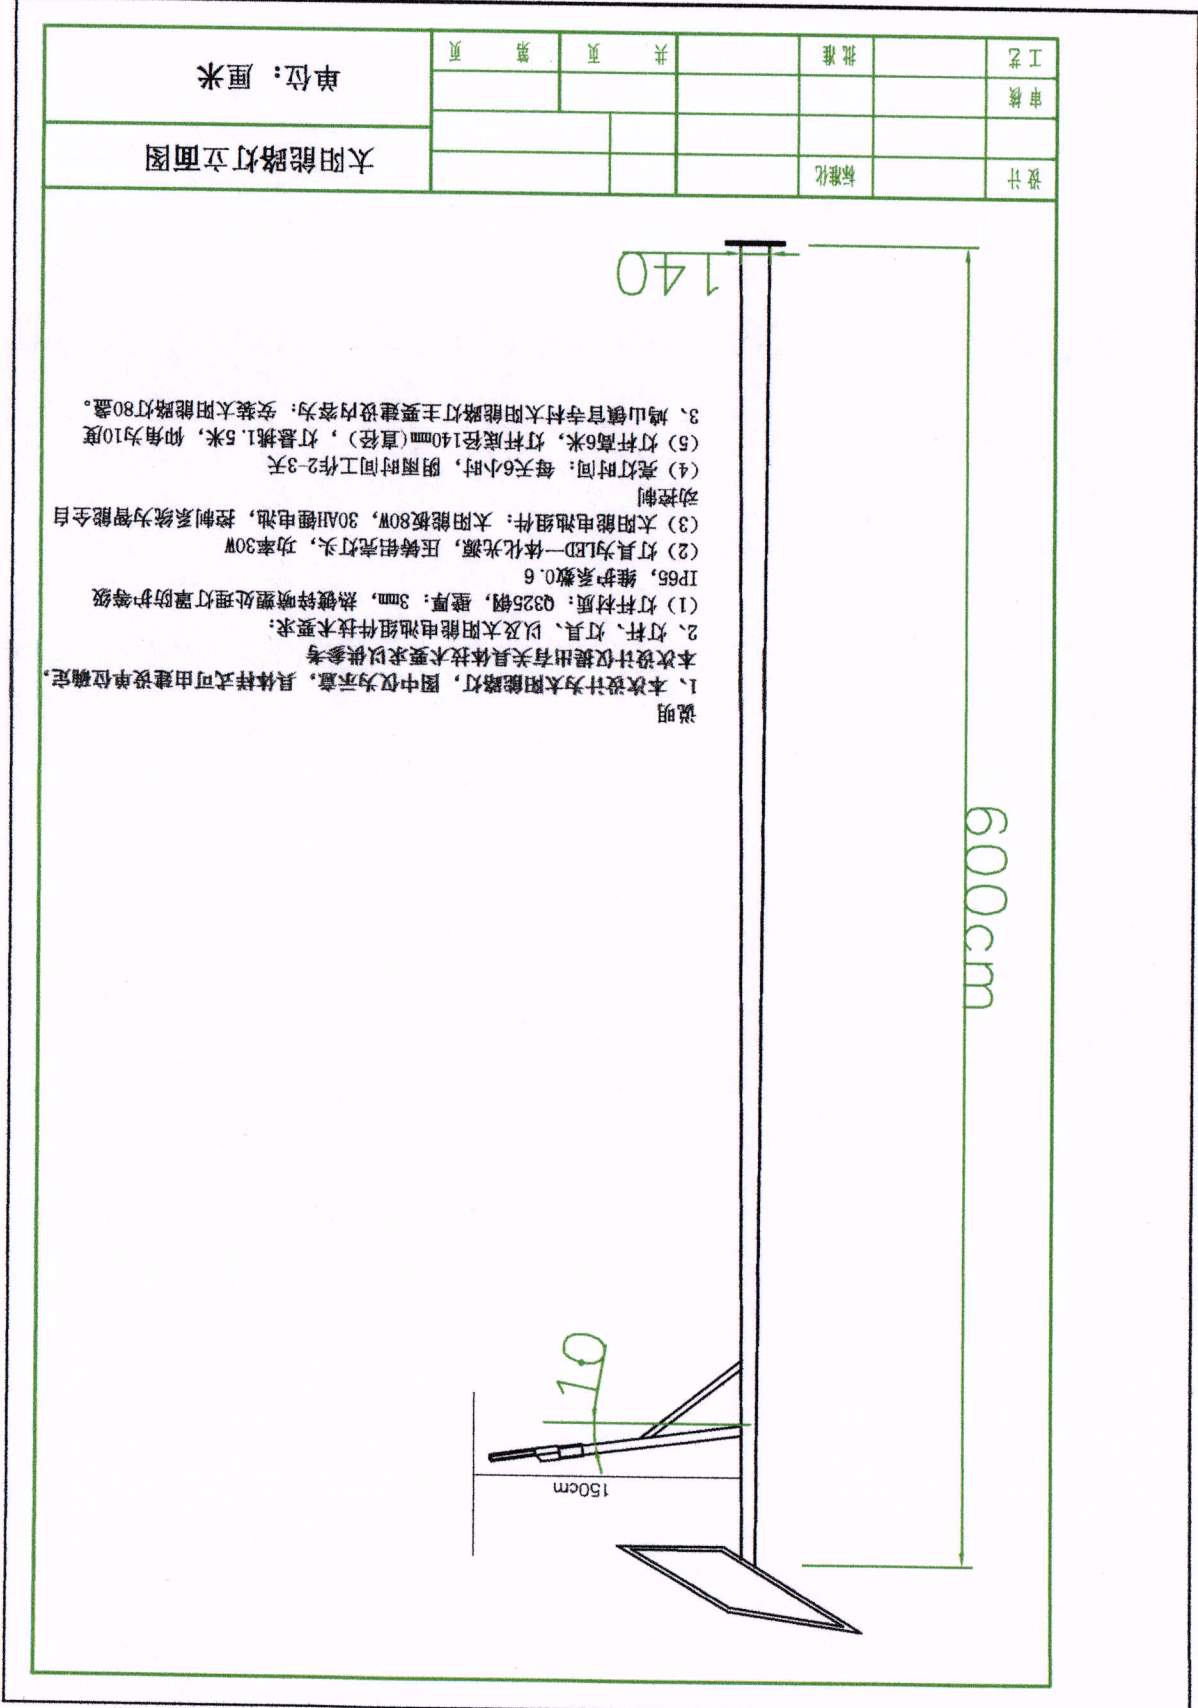 150cm
10
600cm
说明
1、本次设计为太阳能路灯，图中仅为示意，具体样式可由建设单位确定，
本次设计仅提出有关具体技术要求以供参考
2、灯杆、灯具、以及太阳能电池组件技术要求：
(1) 灯杆材质：Q325钢，壁厚：3mm，热镀锌喷塑处理灯罩防护等级
IP65，维护系数0.6
(2) 灯具为LED一体化光源，压铸铝壳灯头，功率30W
(3) 太阳能电池组件：太阳能板80W，30AH锂电池，控制系统为智能全自
动控制
(4) 亮灯时间：每天6小时，阴雨时间工作2-3天
(5) 灯杆高6米，灯杆底径140mm(直径)，灯悬挑1.5米，仰角为10度
3、鸠山镇官寺村太阳能路灯主要建设内容为：安装太阳能路灯80盏。
140
设计 标准化 太阳能路灯立面图
审核
工艺 批准 共 页 第 页 单位：厘米